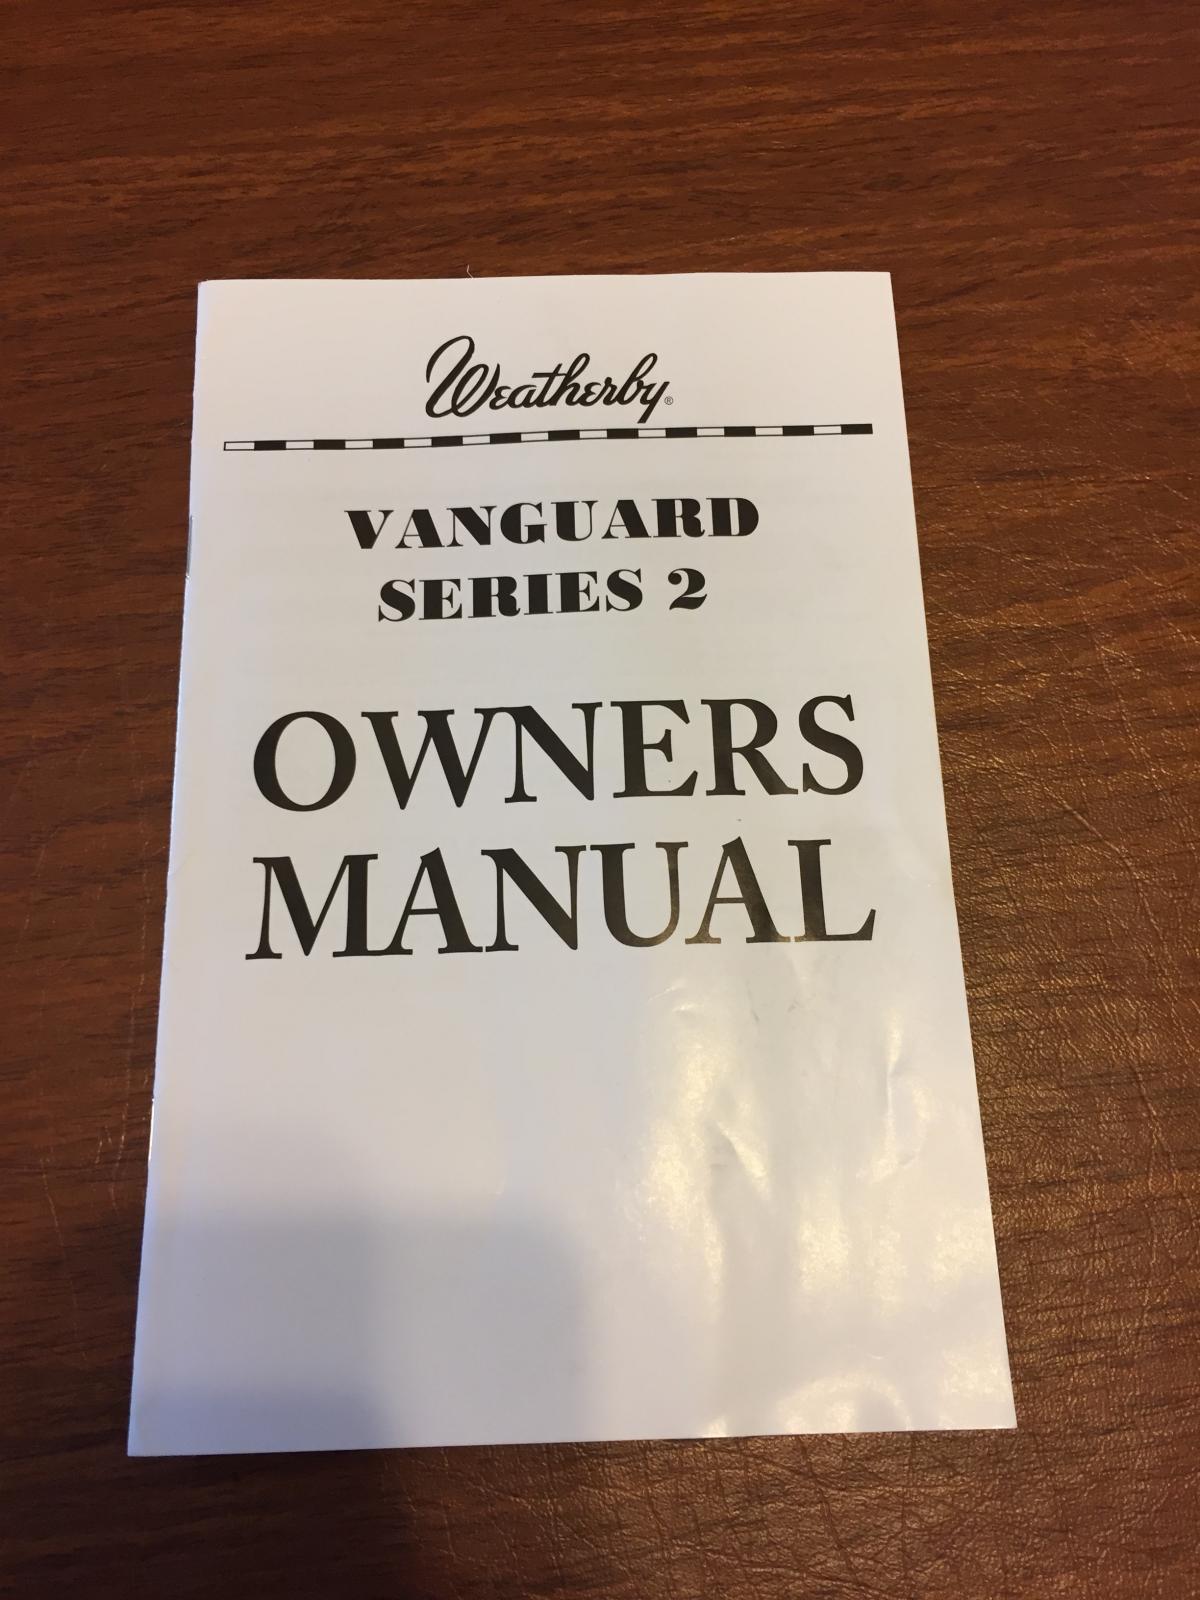 Weatherby®
VANGUARD
SERIES 2
OWNERS
MANUAL